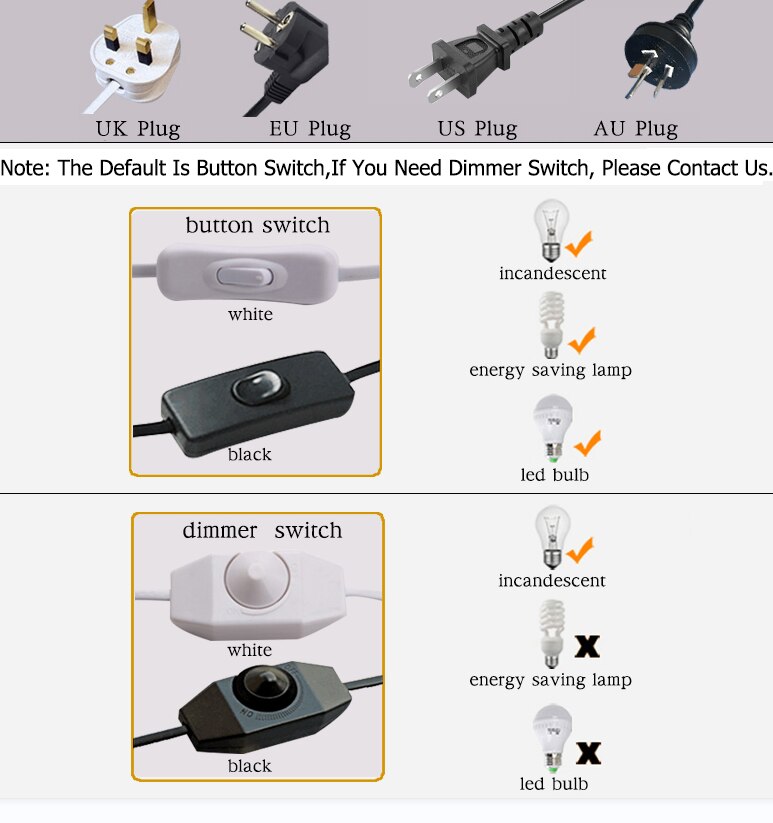 UK Plug EU Plug US Plug AU Plug
Note: The Default Is Button Switch,If You Need Dimmer Switch, Please Contact Us.
button switch
white
black
incandescent
energy saving lamp
led bulb
dimmer switch
white
black
incandescent
energy saving lamp
led bulb